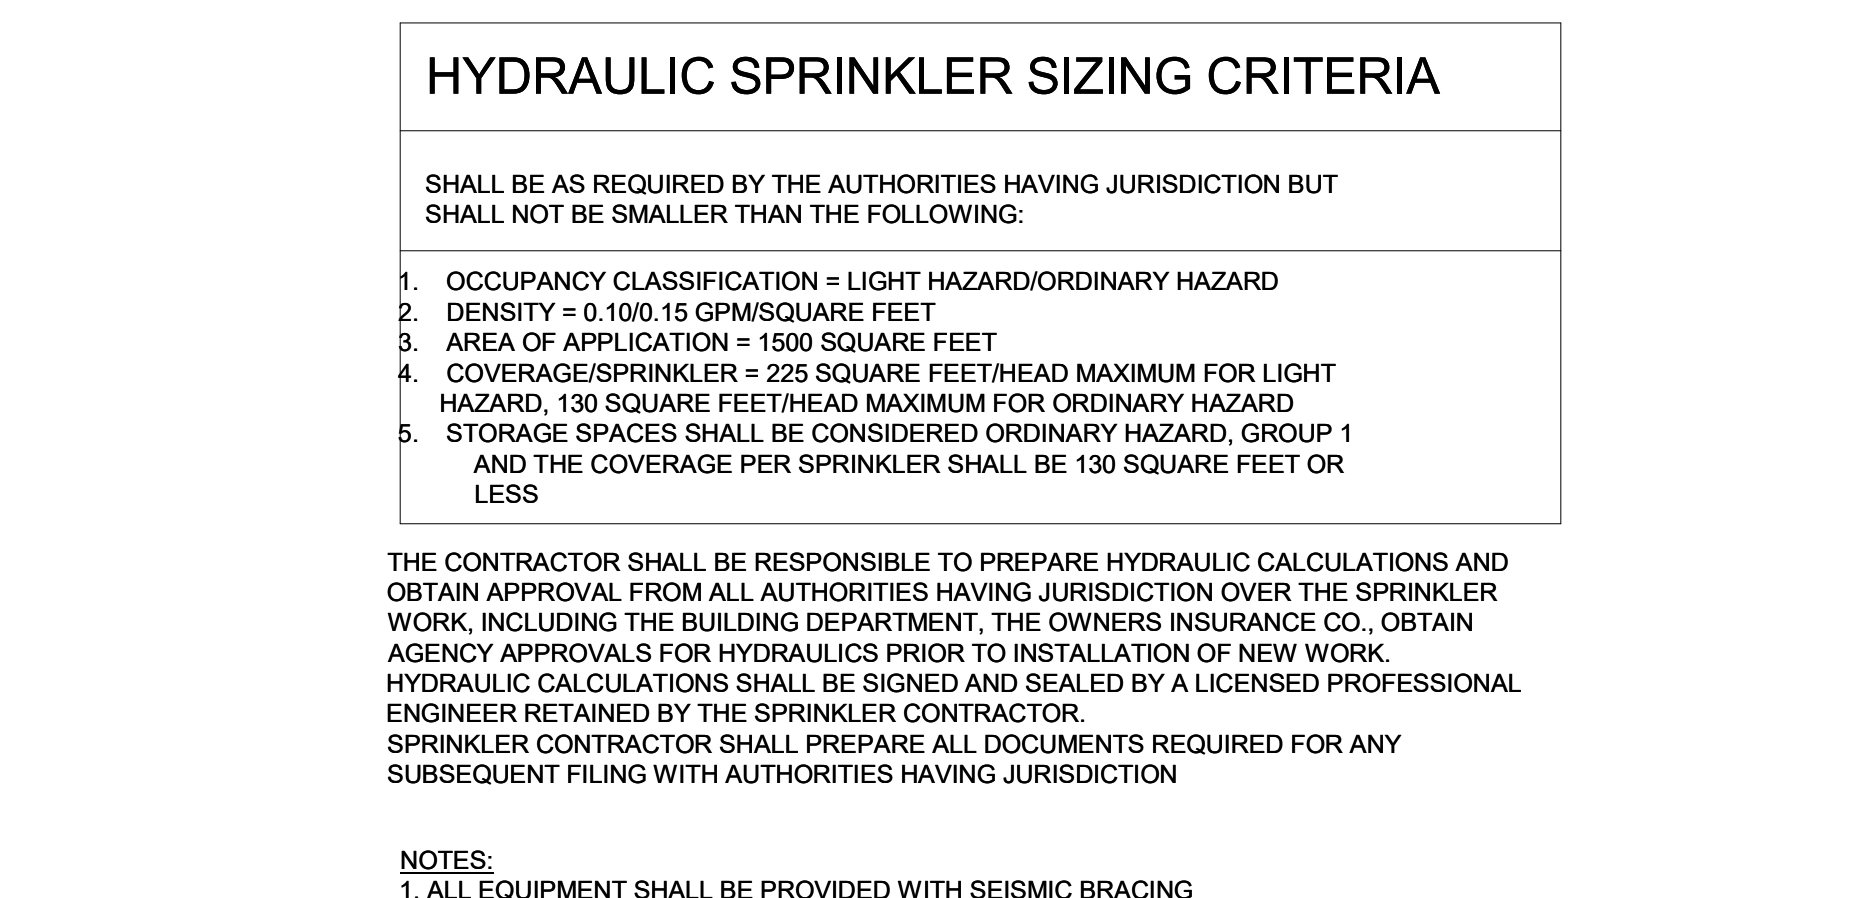 HYDRAULIC SPRINKLER SIZING CRITERIA
SHALL BE AS REQUIRED BY THE AUTHORITIES HAVING JURISDICTION BUT
SHALL NOT BE SMALLER THAN THE FOLLOWING:
1. OCCUPANCY CLASSIFICATION = LIGHT HAZARD/ORDINARY HAZARD
2. DENSITY = 0.10/0.15 GPM/SQUARE FEET
3. AREA OF APPLICATION = 1500 SQUARE FEET
4. COVERAGE/SPRINKLER = 225 SQUARE FEET/HEAD MAXIMUM FOR LIGHT
HAZARD, 130 SQUARE FEET/HEAD MAXIMUM FOR ORDINARY HAZARD
5. STORAGE SPACES SHALL BE CONSIDERED ORDINARY HAZARD, GROUP 1
AND THE COVERAGE PER SPRINKLER SHALL BE 130 SQUARE FEET OR
LESS
THE CONTRACTOR SHALL BE RESPONSIBLE TO PREPARE HYDRAULIC CALCULATIONS AND
OBTAIN APPROVAL FROM ALL AUTHORITIES HAVING JURISDICTION OVER THE SPRINKLER
WORK, INCLUDING THE BUILDING DEPARTMENT, THE OWNERS INSURANCE CO., OBTAIN
AGENCY APPROVALS FOR HYDRAULICS PRIOR TO INSTALLATION OF NEW WORK.
HYDRAULIC CALCULATIONS SHALL BE SIGNED AND SEALED BY A LICENSED PROFESSIONAL
ENGINEER RETAINED BY THE SPRINKLER CONTRACTOR.
SPRINKLER CONTRACTOR SHALL PREPARE ALL DOCUMENTS REQUIRED FOR ANY
SUBSEQUENT FILING WITH AUTHORITIES HAVING JURISDICTION
NOTES:
1. ALL EQUIPMENT SHALL BE PROVIDED WITH SEISMIC BRACING